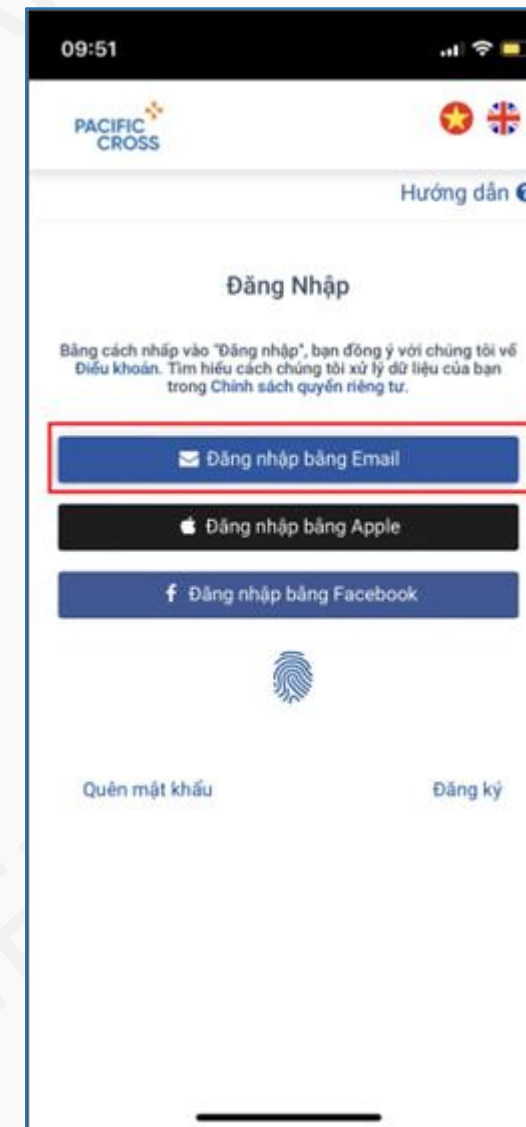 09:51
PACIFIC
CROSS
Hướng dẫn
Đăng Nhập
Bằng cách nhấp vào "Đăng nhập", bạn đồng ý với chúng tôi về
Điều khoản. Tìm hiểu cách chúng tôi xử lý dữ liệu của bạn
trong Chính sách quyền riêng tư.
Đăng nhập bằng Email
Đăng nhập bằng Apple
Đăng nhập bằng Facebook
Quên mật khẩu
Đăng ký